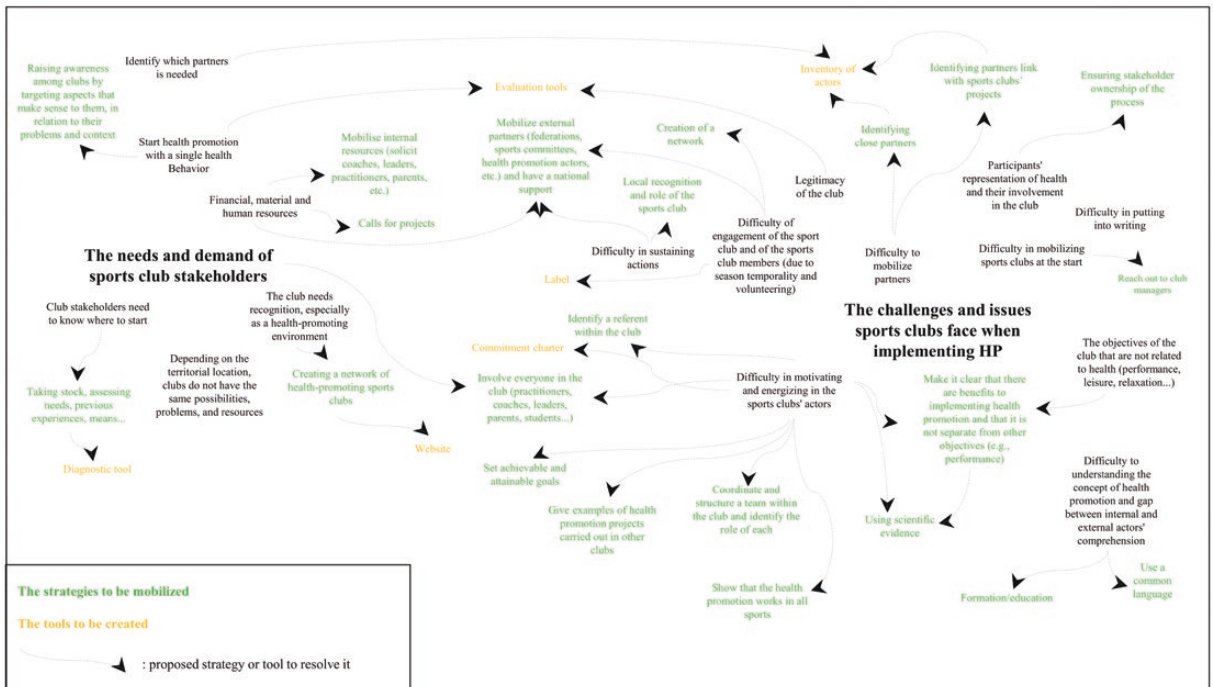 Raising awareness
among clubs by
targeting aspects that
make sense to them, in
relation to their
problems and context
Identify which partners
is needed
Start health promotion
with a single health
Behavior
Financial, material and
human resources
Mobilise internal
resources (solicit
coaches, leaders,
practitioners, parents,
etc.)
Calls for projects
Evaluation tools
Mobilize external
partners (federations,
sports committees,
health promotion actors,
etc.) and have a national
support
Creation of a
network
Local recognition
and role of the
sports club
Difficulty in sustaining
actions
Label
Legitimacy
of the club
Difficulty of
engagement of the sport
club and of the sports
club members (due to
season temporality and
volunteering)
Inventory of
actors
Identifying
close partners
Identifying partners link
with sports clubs'
projects
Ensuring stakeholder
ownership of the
process
Participants'
representation of health
and their involvement in
the club
Difficulty to
mobilize
partners
Difficulty in putting
into writing
Difficulty in mobilizing
sports clubs at the start
Reach out to club
managers
The needs and demand of
sports club stakeholders
Club stakeholders need
to know where to start
The club needs
recognition, especially
as a health-promoting
environment
Depending on the
territorial location,
clubs do not have the
same possibilities,
problems, and resources
Taking stock, assessing
needs, previous
experiences, means...
Diagnostic tool
Creating a network of
health-promoting sports
clubs
Website
The challenges and issues
sports clubs face when
implementing HP
Identify a referent
within the club
Commitment charter
Involve everyone in the
club (practitioners,
coaches, leaders,
parents, students...)
Difficulty in motivating
and energizing in the
sports clubs' actors
Set achievable and
attainable goals
Give examples of health
promotion projects
carried out in other
clubs
Coordinate and
structure a team within
the club and identify the
role of each
Show that the health
promotion works in all
sports
Make it clear that there
are benefits to
implementing health
promotion and that it is
not separate from other
objectives (e.g.,
performance)
Using scientific
evidence
The objectives of the
club that are not related
to health (performance,
leisure, relaxation...)
Difficulty to
understanding the
concept of health
promotion and gap
between internal and
external actors'
comprehension
Formation/education
Use a
common
language
The strategies to be mobilized
The tools to be created
: proposed strategy or tool to resolve it